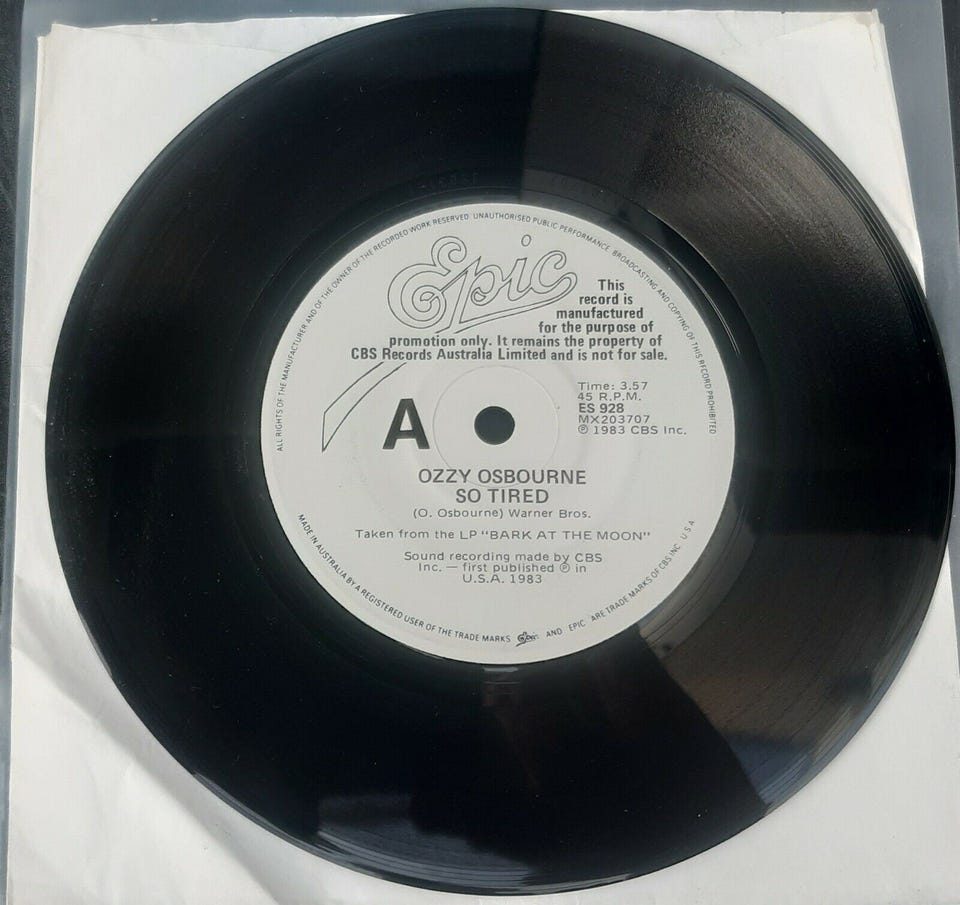 ALL RIGHTS OF THE MANUFACTURER AND OF THE OWNER OF THE RECORDED WORK RESERVED. UNAUTHORISED PUBLIC PERFORMANCE, BROADCASTING AND COPYING OF THIS RECORD PROHIBITED
Epic
This
record is
manufactured
for the purpose of
promotion only. It remains the property of
CBS Records Australia Limited and is not for sale.
A
Time: 3.57
45 R.P.M.
ES 928
MX203707
℗ 1983 CBS Inc.
OZZY OSBOURNE
SO TIRED
(O. Osbourne) Warner Bros.
Taken from the LP "BARK AT THE MOON"
Sound recording made by CBS
Inc. — first published ℗ in
U.S.A. 1983
MADE IN AUSTRALIA BY A REGISTERED USER OF THE TRADE MARKS Epic AND EPIC ARE TRADE MARKS OF CBS INC. U.S.A